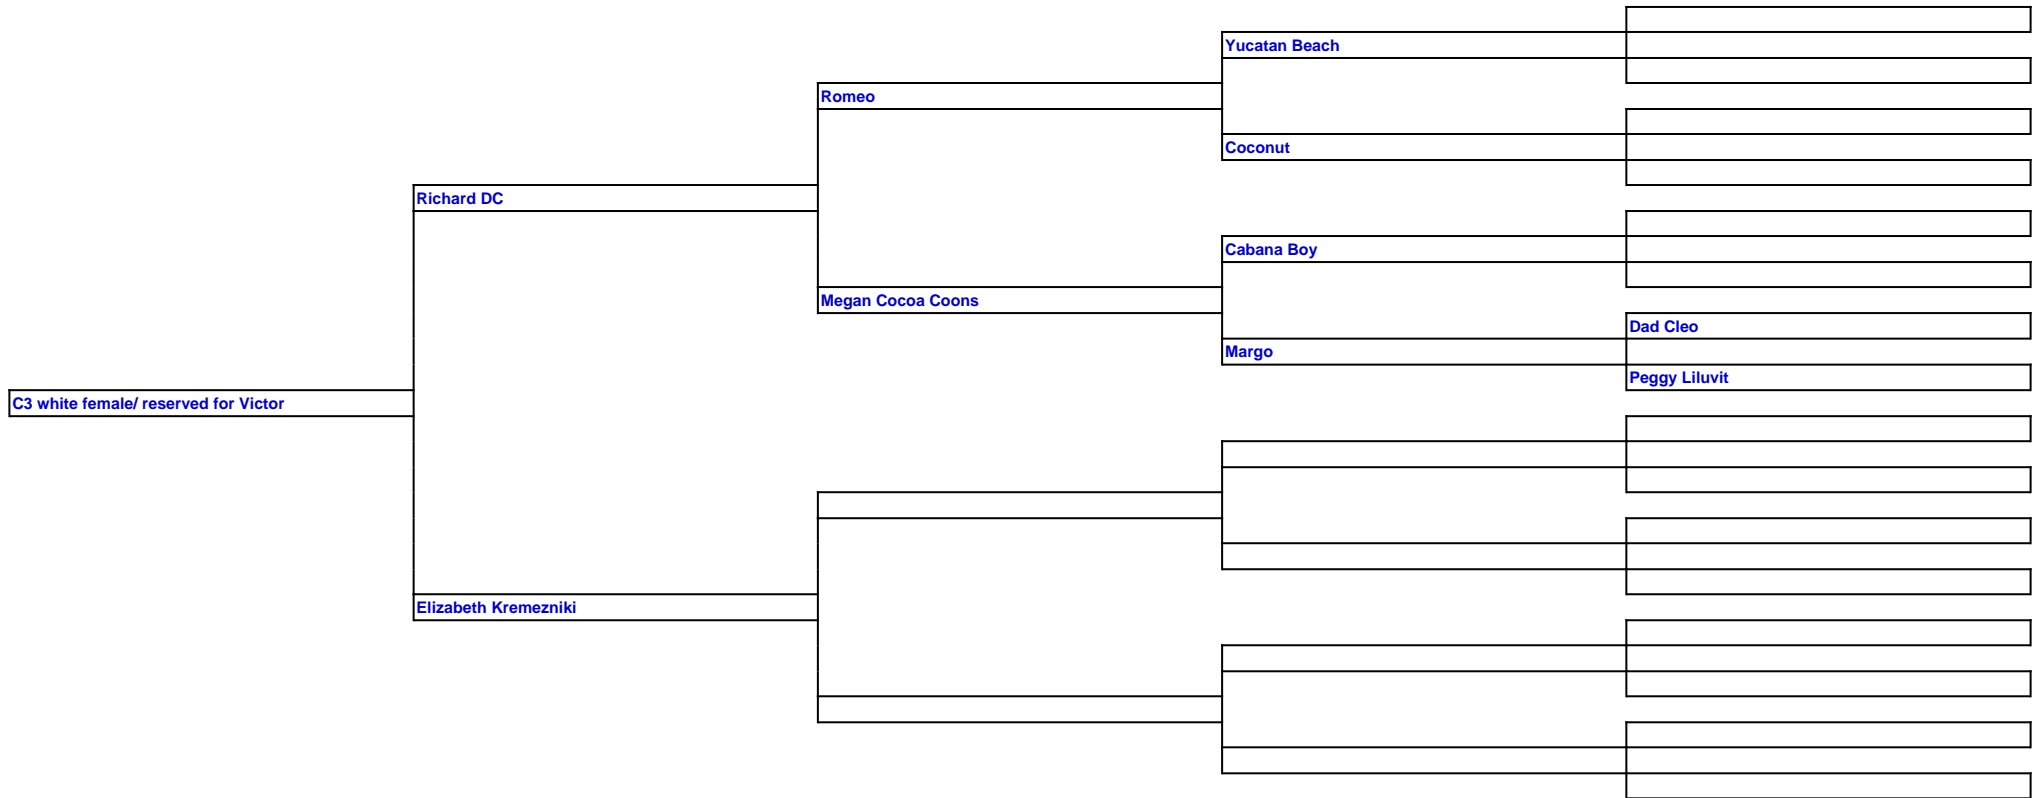 Yucatan Beach
Romeo
Coconut
Richard DC
Cabana Boy
Megan Cocoa Coons
Dad Cleo
Margo
Peggy Liluvit
C3 white female/ reserved for Victor
Elizabeth Kremezniki